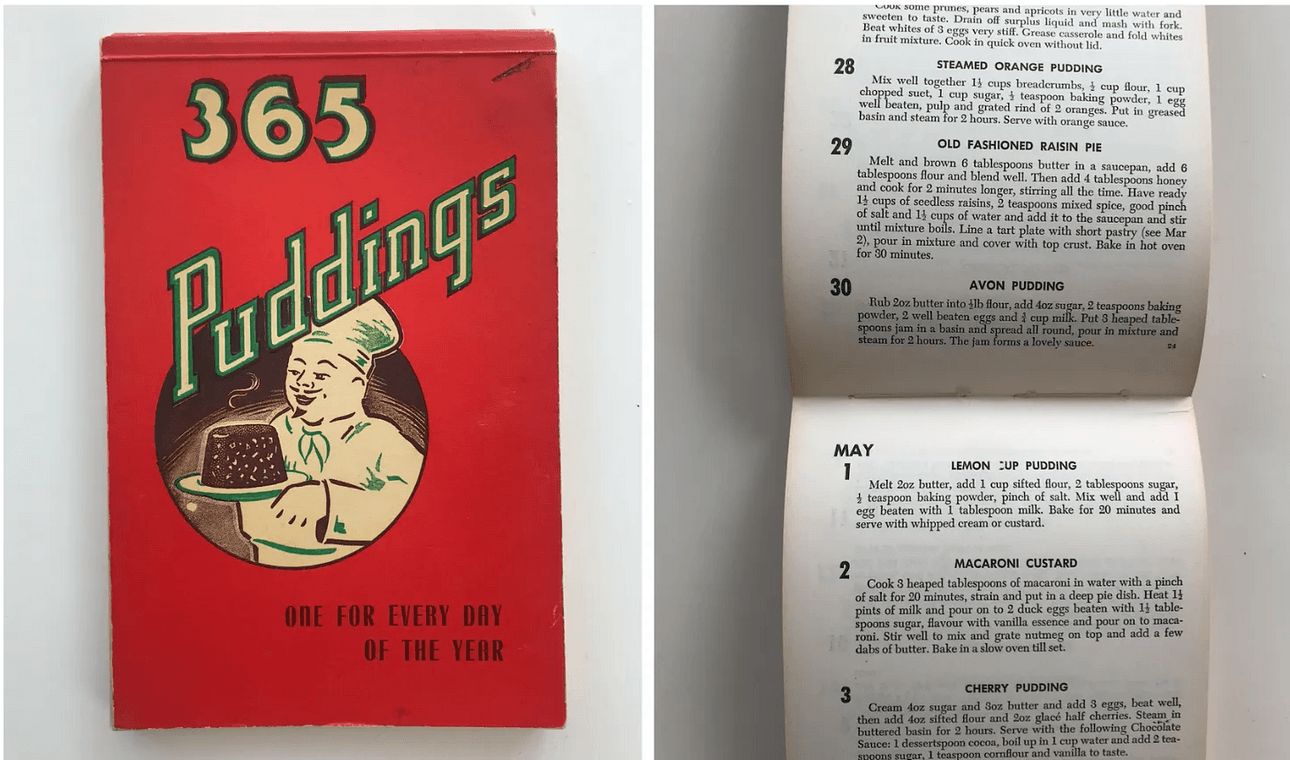 365
Puddings
ONE FOR EVERY DAY
OF THE YEAR
Cook some prunes, pears and apricots in very little water and
sweeten to taste. Drain off surplus liquid and mash with fork.
Beat whites of 3 eggs very stiff. Grease casserole and fold whites
in fruit mixture. Cook in quick oven without lid.
28 STEAMED ORANGE PUDDING
Mix well together 1½ cups breadcrumbs, ½ cup flour, 1 cup
chopped suet, 1 cup sugar, ½ teaspoon baking powder, 1 egg
well beaten, pulp and grated rind of 2 oranges. Put in greased
basin and steam for 2 hours. Serve with orange sauce.
29 OLD FASHIONED RAISIN PIE
Melt and brown 6 tablespoons butter in a saucepan, add 6
tablespoons flour and blend well. Then add 4 tablespoons honey
and cook for 2 minutes longer, stirring all the time. Have ready
1½ cups of seedless raisins, 2 teaspoons mixed spice, good pinch
of salt and 1½ cups of water and add it to the saucepan and stir
until mixture boils. Line a tart plate with short pastry (see Mar
2), pour in mixture and cover with top crust. Bake in hot oven
for 30 minutes.
30 AVON PUDDING
Rub 2oz butter into ½lb flour, add 4oz sugar, 2 teaspoons baking
powder, 2 well beaten eggs and cup milk. Put 3 heaped table-
spoons jam in a basin and spread all round, pour in mixture and
steam for 2 hours. The jam forms a lovely sauce.
24
MAY
1 LEMON CUP PUDDING
Melt 2oz butter, add 1 cup sifted flour, 2 tablespoons sugar,
½ teaspoon baking powder, pinch of salt. Mix well and add 1
egg beaten with 1 tablespoon milk. Bake for 20 minutes and
serve with whipped cream or custard.
2 MACARONI CUSTARD
Cook 3 heaped tablespoons of macaroni in water with a pinch
of salt for 20 minutes, strain and put in a deep pie dish. Heat 1½
pints of milk and pour on to 2 duck eggs beaten with 1½ table-
spoons sugar, flavour with vanilla essence and pour on to maca-
roni. Stir well to mix and grate nutmeg on top and add a few
dabs of butter. Bake in a slow oven till set.
3 CHERRY PUDDING
Cream 4oz sugar and 3oz butter and add 3 eggs, beat well,
then add 4oz sifted flour and 2oz glacé half cherries. Steam in
buttered basin for 2 hours. Serve with the following Chocolate
Sauce: 1 dessertspoon cocoa, boil up in 1 cup water and add 2 tea-
spoons sugar, 1 teaspoon cornflour and vanilla to taste.